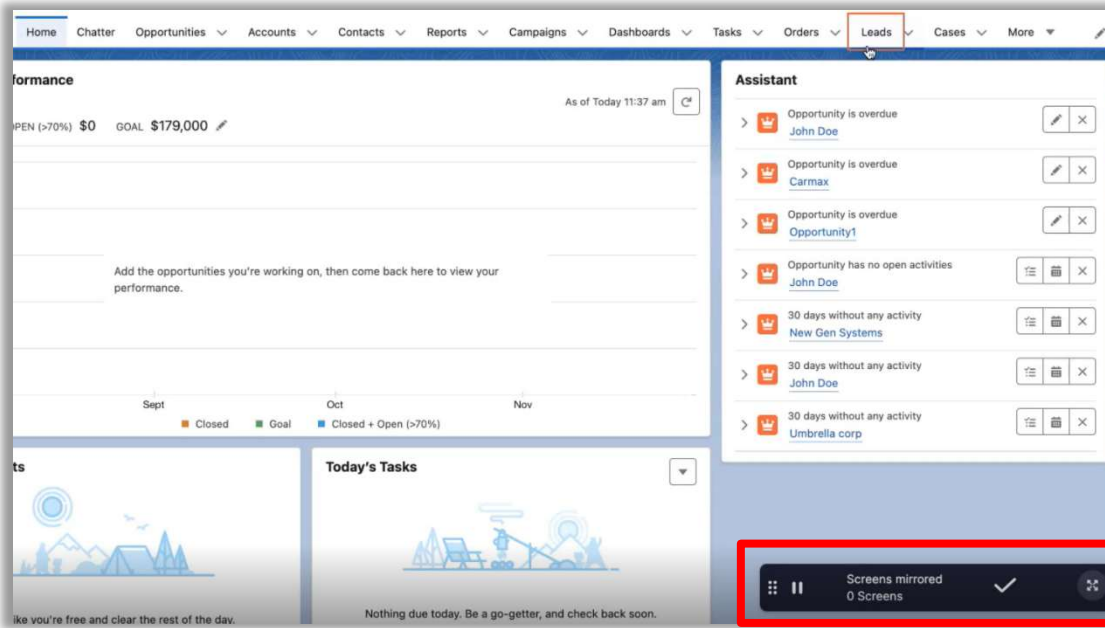 Home Chatter Opportunities Accounts Contacts Reports Campaigns Dashboards Tasks Orders Leads Cases More
formance
As of Today 11:37 am
PEN (>70%) $0 GOAL $179,000
Add the opportunities you're working on, then come back here to view your
performance.
Sept Oct Nov
Closed Goal Closed + Open (>70%)
Assistant
Opportunity is overdue
John Doe
Opportunity is overdue
Carmax
Opportunity is overdue
Opportunity1
Opportunity has no open activities
John Doe
30 days without any activity
New Gen Systems
30 days without any activity
John Doe
30 days without any activity
Umbrella corp
ts
Today's Tasks
ike you're free and clear the rest of the day.
Nothing due today. Be a go-getter, and check back soon.
Screens mirrored
0 Screens